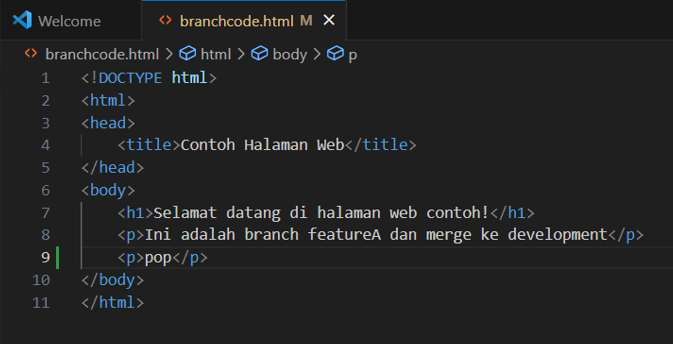 Welcome
<> branchcode.html M ×
<> branchcode.html > html > body > p
1 <!DOCTYPE html>
2 <html>
3 <head>
4     <title>Contoh Halaman Web</title>
5 </head>
6 <body>
7     <h1>Selamat datang di halaman web contoh!</h1>
8     <p>Ini adalah branch featureA dan merge ke development</p>
9     <p>pop</p>
10 </body>
11 </html>